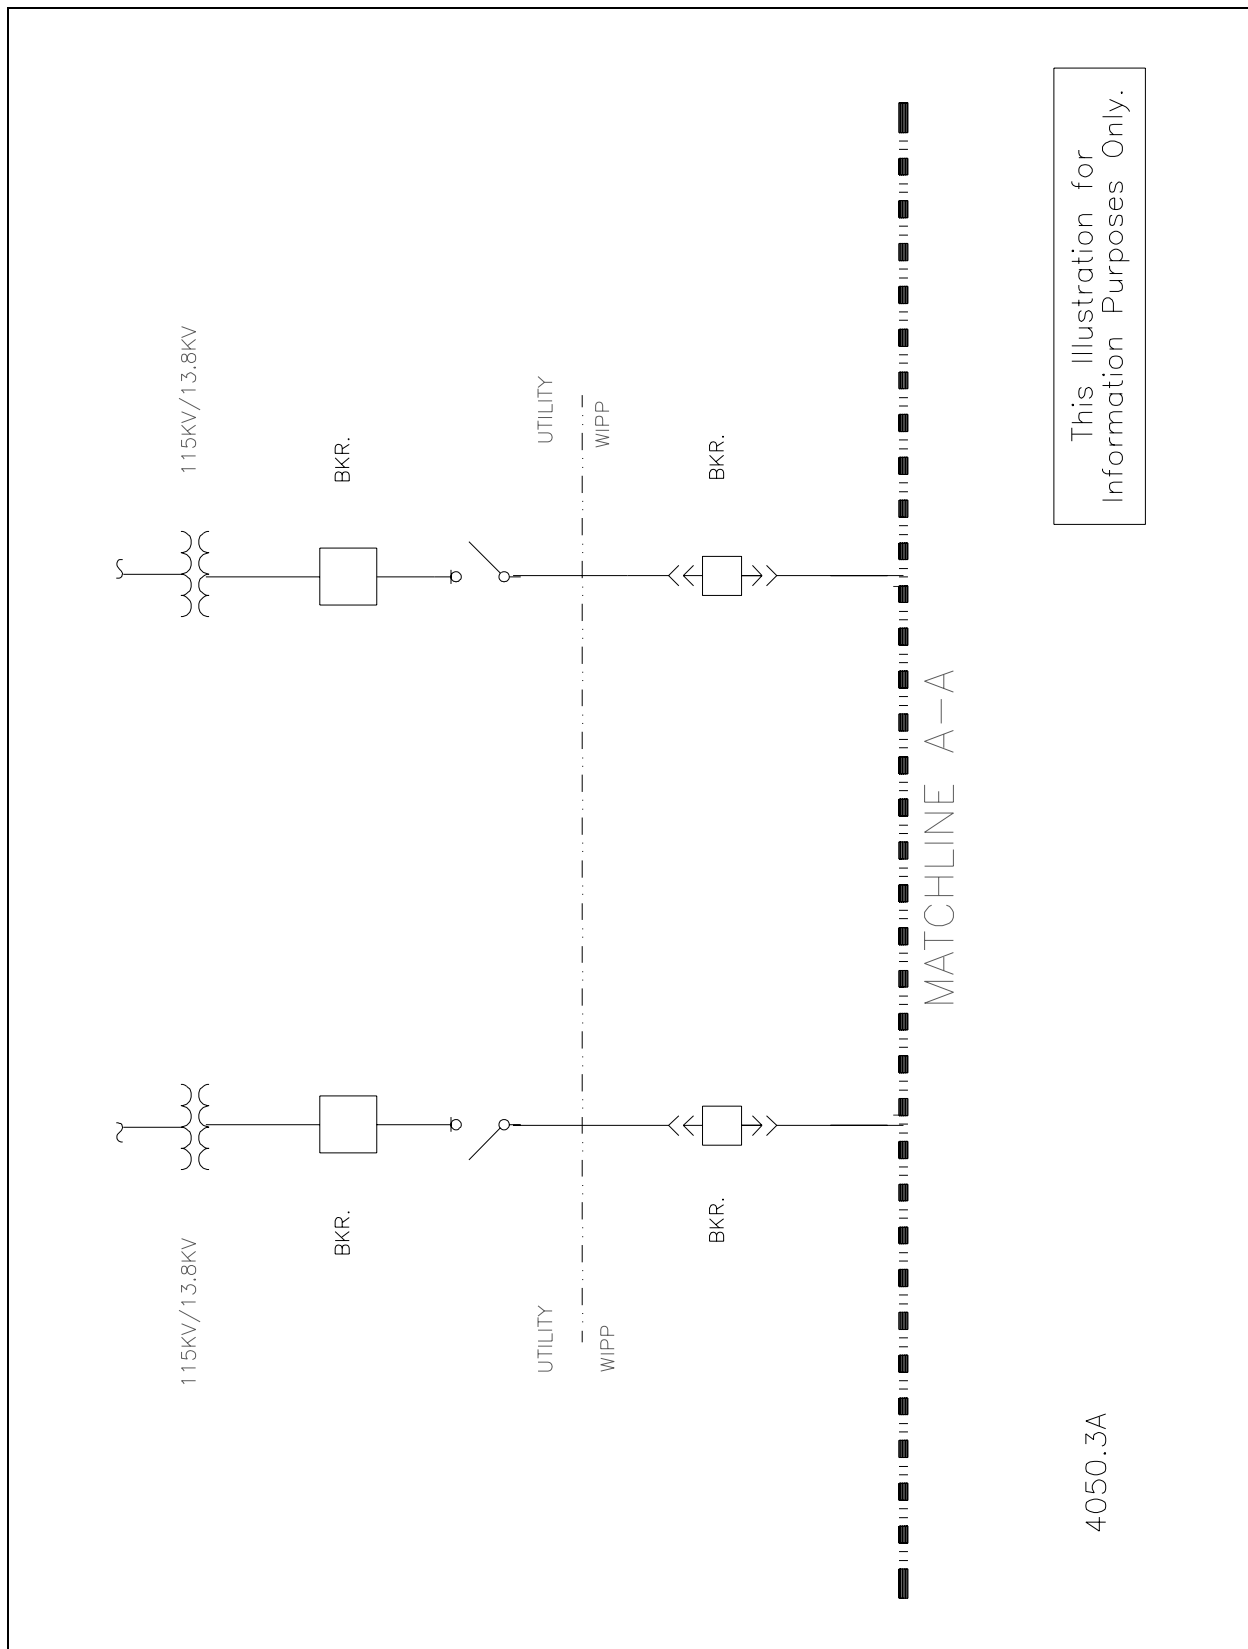 115KV/13.8KV
115KV/13.8KV
BKR.
BKR.
UTILITY
UTILITY
WIPP
WIPP
BKR.
BKR.
MATCHLINE A-A
4050.3A
This Illustration for
Information Purposes Only.